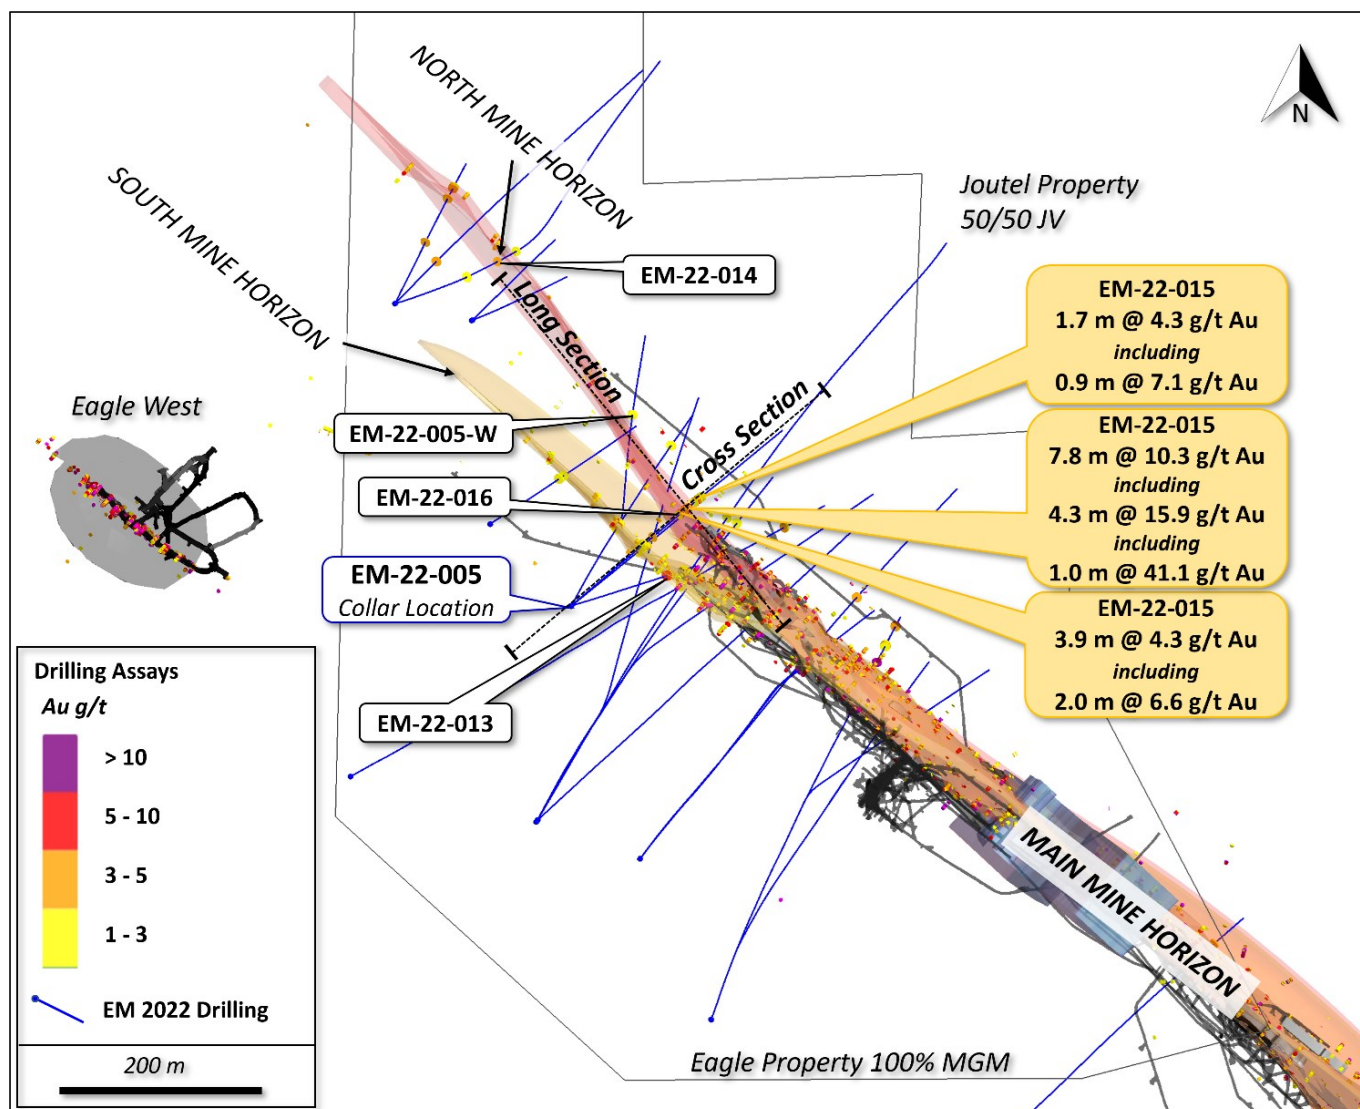 NORTH MINE HORIZON
SOUTH MINE HORIZON
N
Joutel Property
50/50 JV
EM-22-014
Long Section
EM-22-015
1.7 m @ 4.3 g/t Au
including
0.9 m @ 7.1 g/t Au
Eagle West
Cross Section
EM-22-005-W
EM-22-015
7.8 m @ 10.3 g/t Au
including
4.3 m @ 15.9 g/t Au
including
1.0 m @ 41.1 g/t Au
EM-22-016
EM-22-005
Collar Location
EM-22-015
3.9 m @ 4.3 g/t Au
including
2.0 m @ 6.6 g/t Au
EM-22-013
Drilling Assays
Au g/t
> 10
5 - 10
3 - 5
1 - 3
EM 2022 Drilling
200 m
MAIN MINE HORIZON
Eagle Property 100% MGM